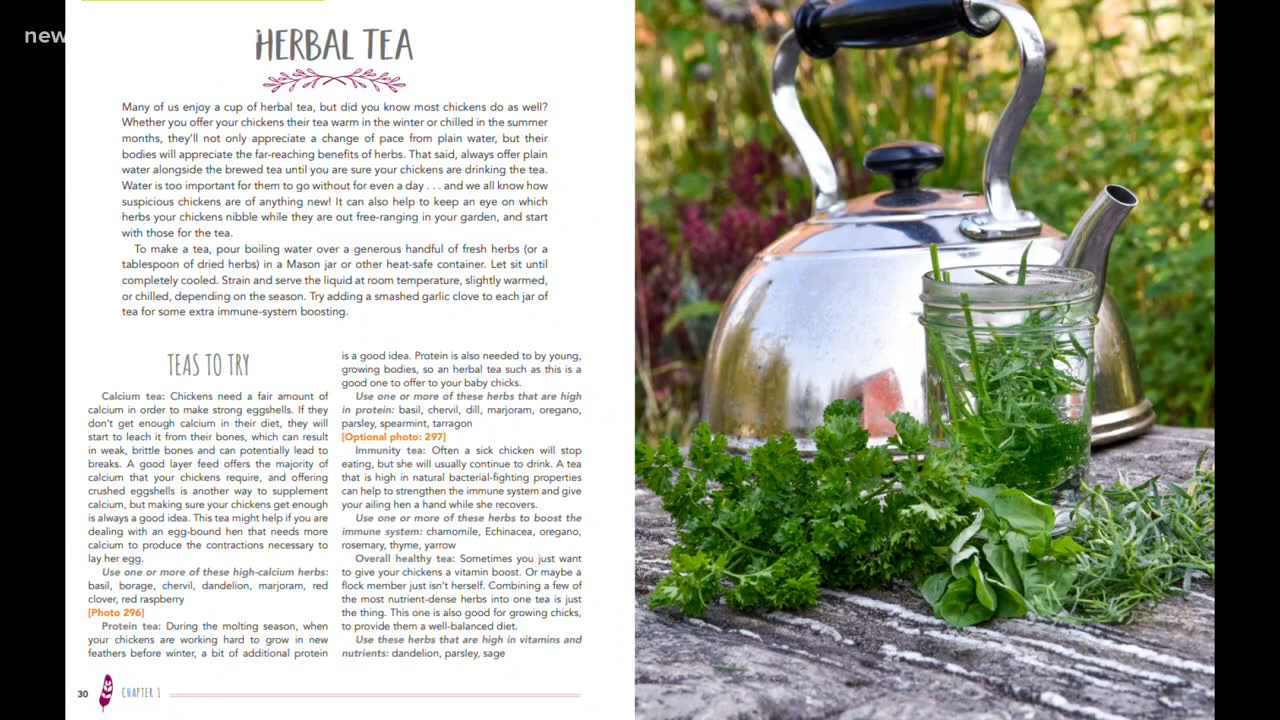 new
HERBAL TEA
Many of us enjoy a cup of herbal tea, but did you know most chickens do as well?
Whether you offer your chickens their tea warm in the winter or chilled in the summer
months, they'll not only appreciate a change of pace from plain water, but their
bodies will appreciate the far-reaching benefits of herbs. That said, always offer plain
water alongside the brewed tea until you are sure your chickens are drinking the tea.
Water is too important for them to go without for even a day . . . and we all know how
suspicious chickens are of anything new! It can also help to keep an eye on which
herbs your chickens nibble while they are out free-ranging in your garden, and start
with those for the tea.
To make a tea, pour boiling water over a generous handful of fresh herbs (or a
tablespoon of dried herbs) in a Mason jar or other heat-safe container. Let sit until
completely cooled. Strain and serve the liquid at room temperature, slightly warmed,
or chilled, depending on the season. Try adding a smashed garlic clove to each jar of
tea for some extra immune-system boosting.
TEAS TO TRY
Calcium tea: Chickens need a fair amount of
calcium in order to make strong eggshells. If they
don't get enough calcium in their diet, they will
start to leach it from their bones, which can result
in weak, brittle bones and can potentially lead to
breaks. A good layer feed offers the majority of
calcium that your chickens require, and offering
crushed eggshells is another way to supplement
calcium, but making sure your chickens get enough
is always a good idea. This tea might help if you are
dealing with an egg-bound hen that needs more
calcium to produce the contractions necessary to
lay her egg.
Use one or more of these high-calcium herbs:
basil, borage, chervil, dandelion, marjoram, red
clover, red raspberry
[Photo 296]
Protein tea: During the molting season, when
your chickens are working hard to grow in new
feathers before winter, a bit of additional protein
is a good idea. Protein is also needed to by young,
growing bodies, so an herbal tea such as this is a
good one to offer to your baby chicks.
Use one or more of these herbs that are high
in protein: basil, chervil, dill, marjoram, oregano,
parsley, spearmint, tarragon
[Optional photo: 297]
Immunity tea: Often a sick chicken will stop
eating, but she will usually continue to drink. A tea
that is high in natural bacterial-fighting properties
can help to strengthen the immune system and give
your ailing hen a hand while she recovers.
Use one or more of these herbs to boost the
immune system: chamomile, Echinacea, oregano,
rosemary, thyme, yarrow
Overall healthy tea: Sometimes you just want
to give your chickens a vitamin boost. Or maybe a
flock member just isn't herself. Combining a few of
the most nutrient-dense herbs into one tea is just
the thing. This one is also good for growing chicks,
to provide them a well-balanced diet.
Use these herbs that are high in vitamins and
nutrients: dandelion, parsley, sage
30 CHAPTER 1